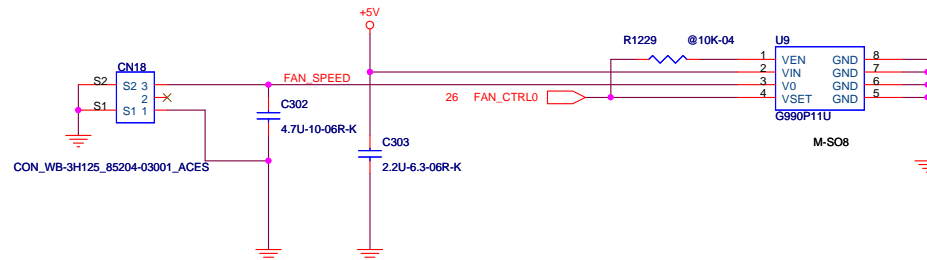 +5V
R1229 @10K-04
U9
1 VEN GND 8
2 VIN GND 7
3 V0 GND 6
4 VSET GND 5
G990P11U
M-SO8
CN18
S2 S2 3
2
S1 S1 1
FAN_SPEED
26 FAN_CTRL0
C302
4.7U-10-06R-K
C303
2.2U-6.3-06R-K
CON_WB-3H125_85204-03001_ACES